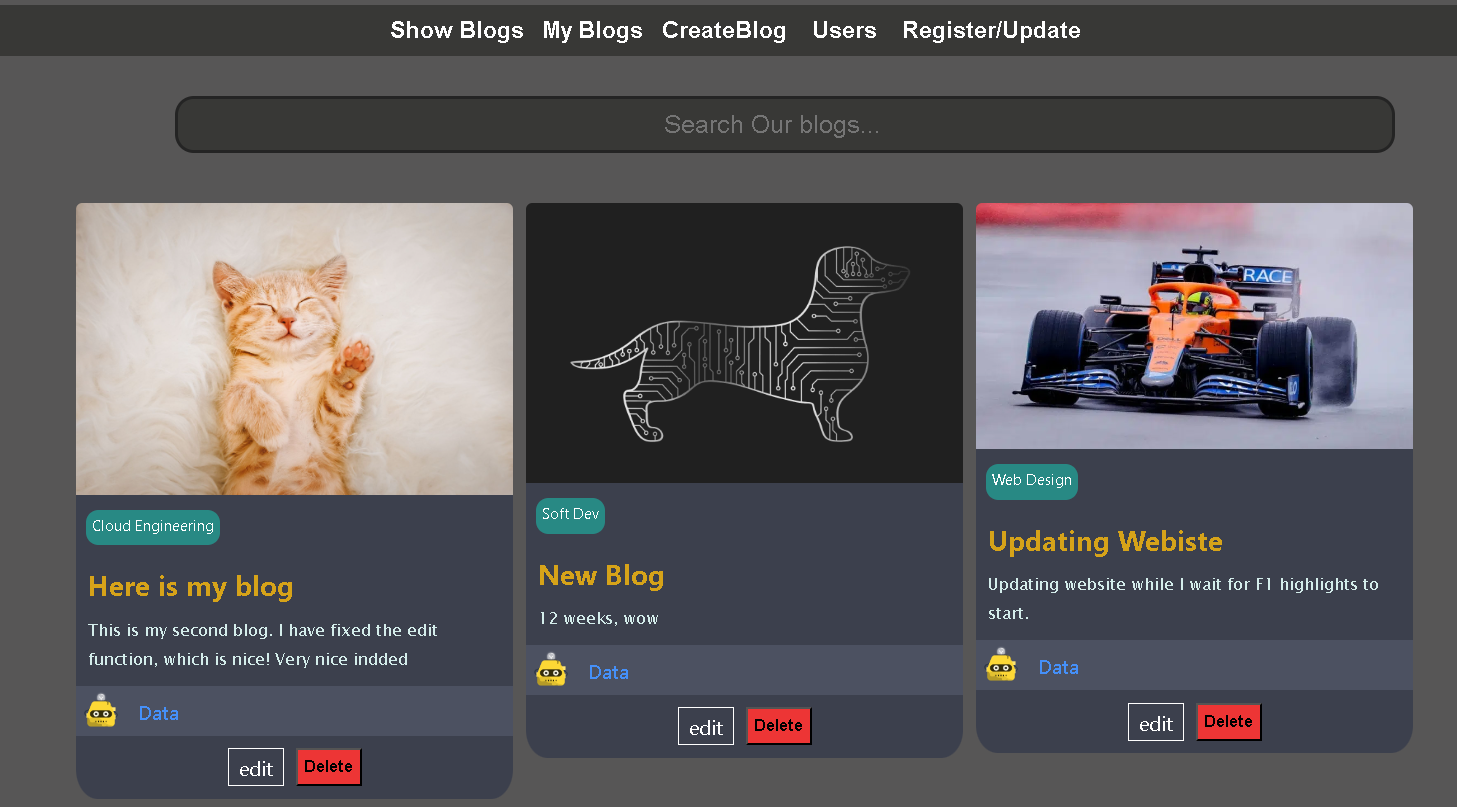 Show Blogs My Blogs CreateBlog Users Register/Update
Search Our blogs...
Cloud Engineering
Here is my blog
This is my second blog. I have fixed the edit
function, which is nice! Very nice indded
Data
edit Delete
Soft Dev
New Blog
12 weeks, wow
Data
edit Delete
RACE
Web Design
Updating Webiste
Updating website while I wait for F1 highlights to
start.
Data
edit Delete